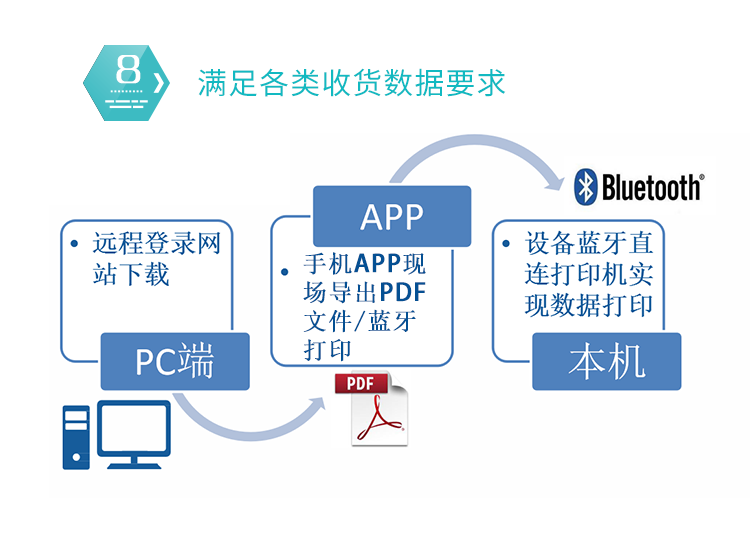 8
满足各类收货数据要求
Bluetooth®
APP
远程登录网
站下载
PC端
手机APP现
场导出PDF
文件/蓝牙
打印
设备蓝牙直
连打印机实
现数据打印
本机
PDF